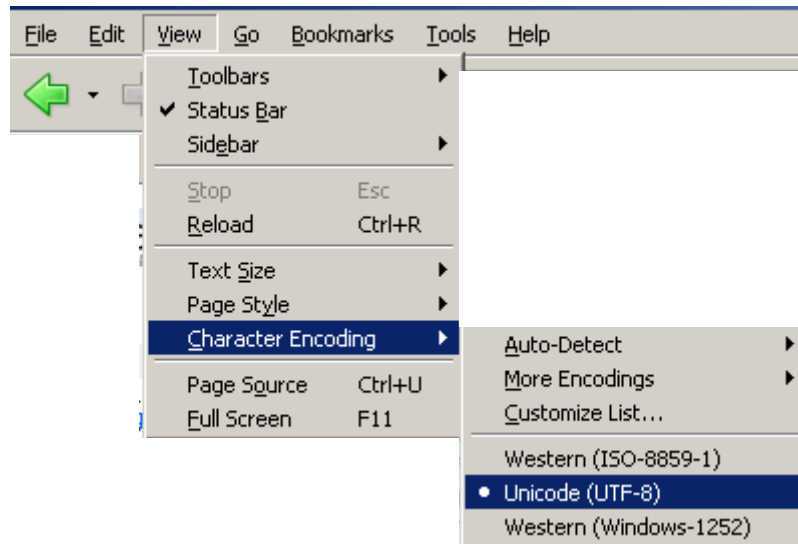 File Edit View Go Bookmarks Tools Help
Toolbars
Status Bar
Sidebar
Stop Esc
Reload Ctrl+R
Text Size
Page Style
Character Encoding
Page Source Ctrl+U
Full Screen F11
Auto-Detect
More Encodings
Customize List...
Western (ISO-8859-1)
Unicode (UTF-8)
Western (Windows-1252)